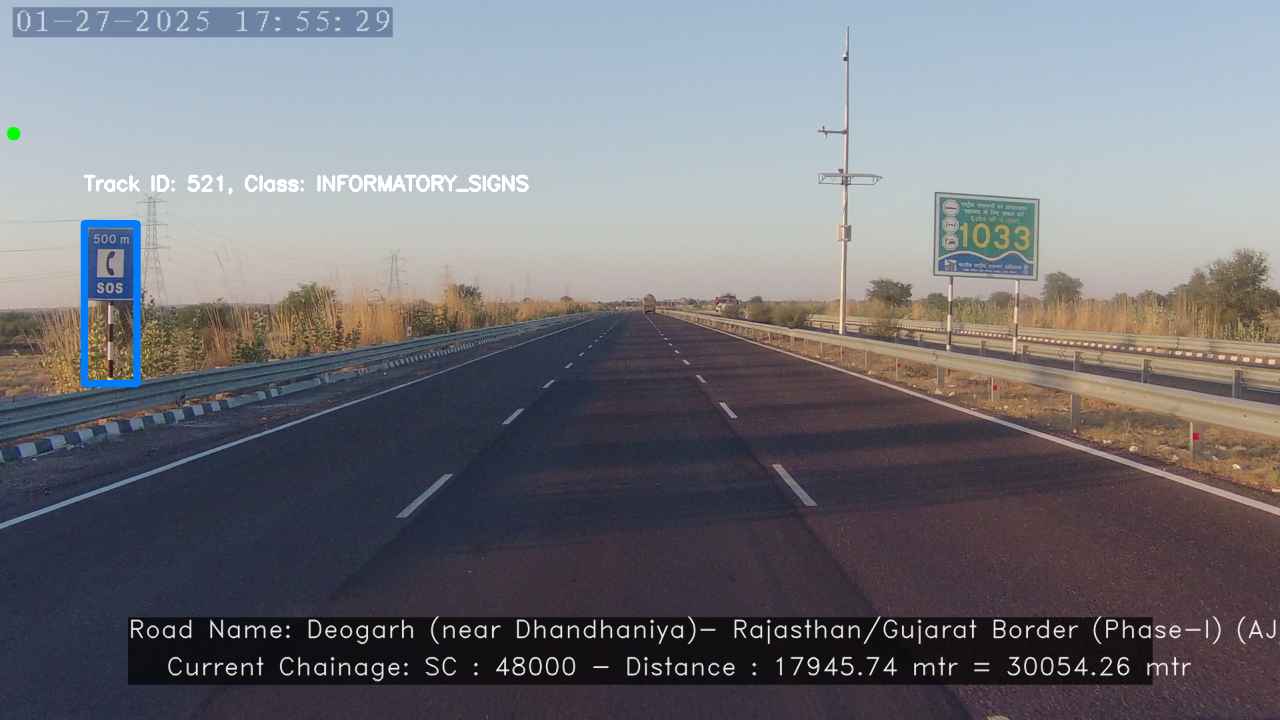 01-27-2025 17:55:29
Track ID: 521, Class: INFORMATORY_SIGNS
500 m
SOS
1033
Road Name: Deogarh (near Dhandhaniya)- Rajasthan/Gujarat Border (Phase-I) (AJ
Current Chainage: SC : 48000 - Distance : 17945.74 mtr = 30054.26 mtr